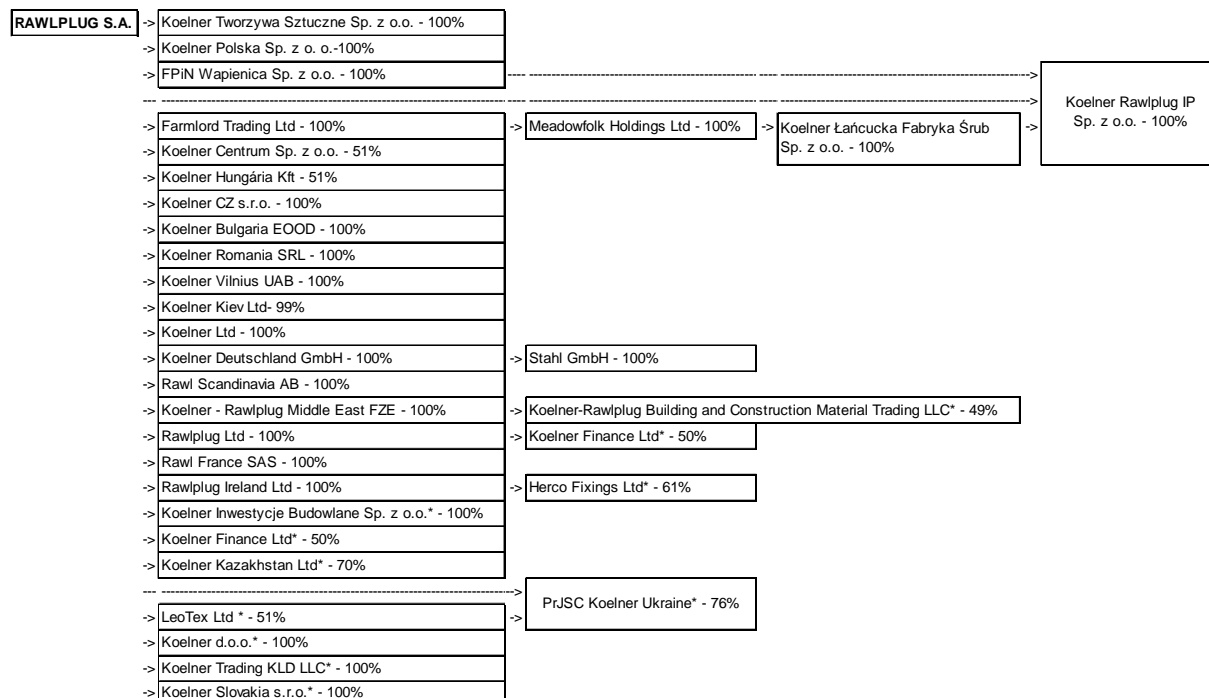 RAWLPLUG S.A. -> Koelner Tworzywa Sztuczne Sp. z o.o. - 100%
-> Koelner Polska Sp. z o. o.-100%
-> FPiN Wapienica Sp. z o.o. - 100%
Koelner Rawlplug IP
Sp. z o.o. - 100%
-> Farmlord Trading Ltd - 100% -> Meadowfolk Holdings Ltd - 100% -> Koelner Łańcucka Fabryka Śrub ->
Sp. z o.o. - 100%
-> Koelner Centrum Sp. z o.o. - 51%
-> Koelner Hungária Kft - 51%
-> Koelner CZ s.r.o. - 100%
-> Koelner Bulgaria EOOD - 100%
-> Koelner Romania SRL - 100%
-> Koelner Vilnius UAB - 100%
-> Koelner Kiev Ltd- 99%
-> Koelner Ltd - 100%
-> Koelner Deutschland GmbH - 100% -> Stahl GmbH - 100%
-> Rawl Scandinavia AB - 100%
-> Koelner - Rawlplug Middle East FZE - 100% -> Koelner-Rawlplug Building and Construction Material Trading LLC* - 49%
-> Rawlplug Ltd - 100% -> Koelner Finance Ltd* - 50%
-> Rawl France SAS - 100%
-> Rawlplug Ireland Ltd - 100% -> Herco Fixings Ltd* - 61%
-> Koelner Inwestycje Budowlane Sp. z o.o.* - 100%
-> Koelner Finance Ltd* - 50%
-> Koelner Kazakhstan Ltd* - 70%
PrJSC Koelner Ukraine* - 76%
-> LeoTex Ltd * - 51% ->
-> Koelner d.o.o.* - 100%
-> Koelner Trading KLD LLC* - 100%
-> Koelner Slovakia s.r.o.* - 100%